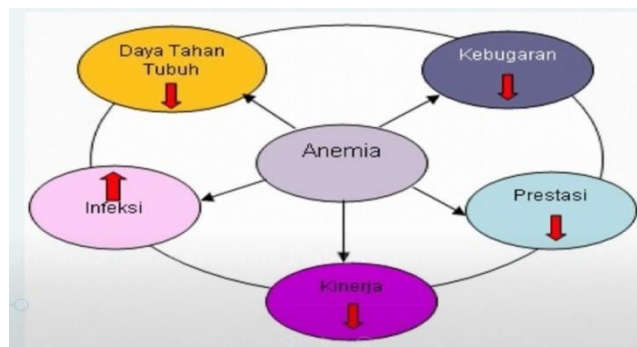 Daya Tahan
Tubuh
Kebugaran
Anemia
Infeksi
Prestasi
Kinerja